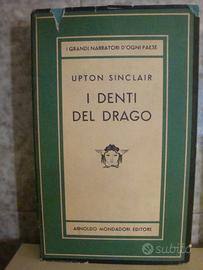 I GRANDI NARRATORI D'OGNI PAESE
UPTON SINCLAIR
I DENTI
DEL DRAGO
ARNOLDO MONDADORI EDITORE
subito